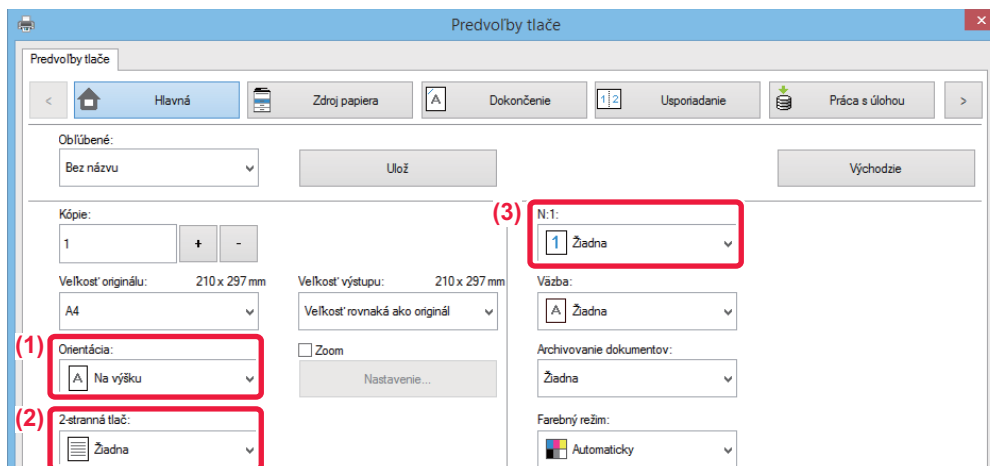 Predvoľby tlače
Predvoľby tlače
< Hlavná Zdroj papiera A Dokončenie 1 2 Usporiadanie Práca s úlohou >
Obľúbené:
Bez názvu Ulož Východzie
Kópie: (3) N:1:
1 + - 1 Žiadna
Veľkosť originálu: 210 x 297 mm Veľkosť výstupu: 210 x 297 mm Väzba:
A4 Veľkosť rovnaká ako originál A Žiadna
(1) Orientácia: Zoom Archivovanie dokumentov:
A Na výšku Nastavenie... Žiadna
(2) 2-stranná tlač: Farebný režim:
Žiadna Automaticky